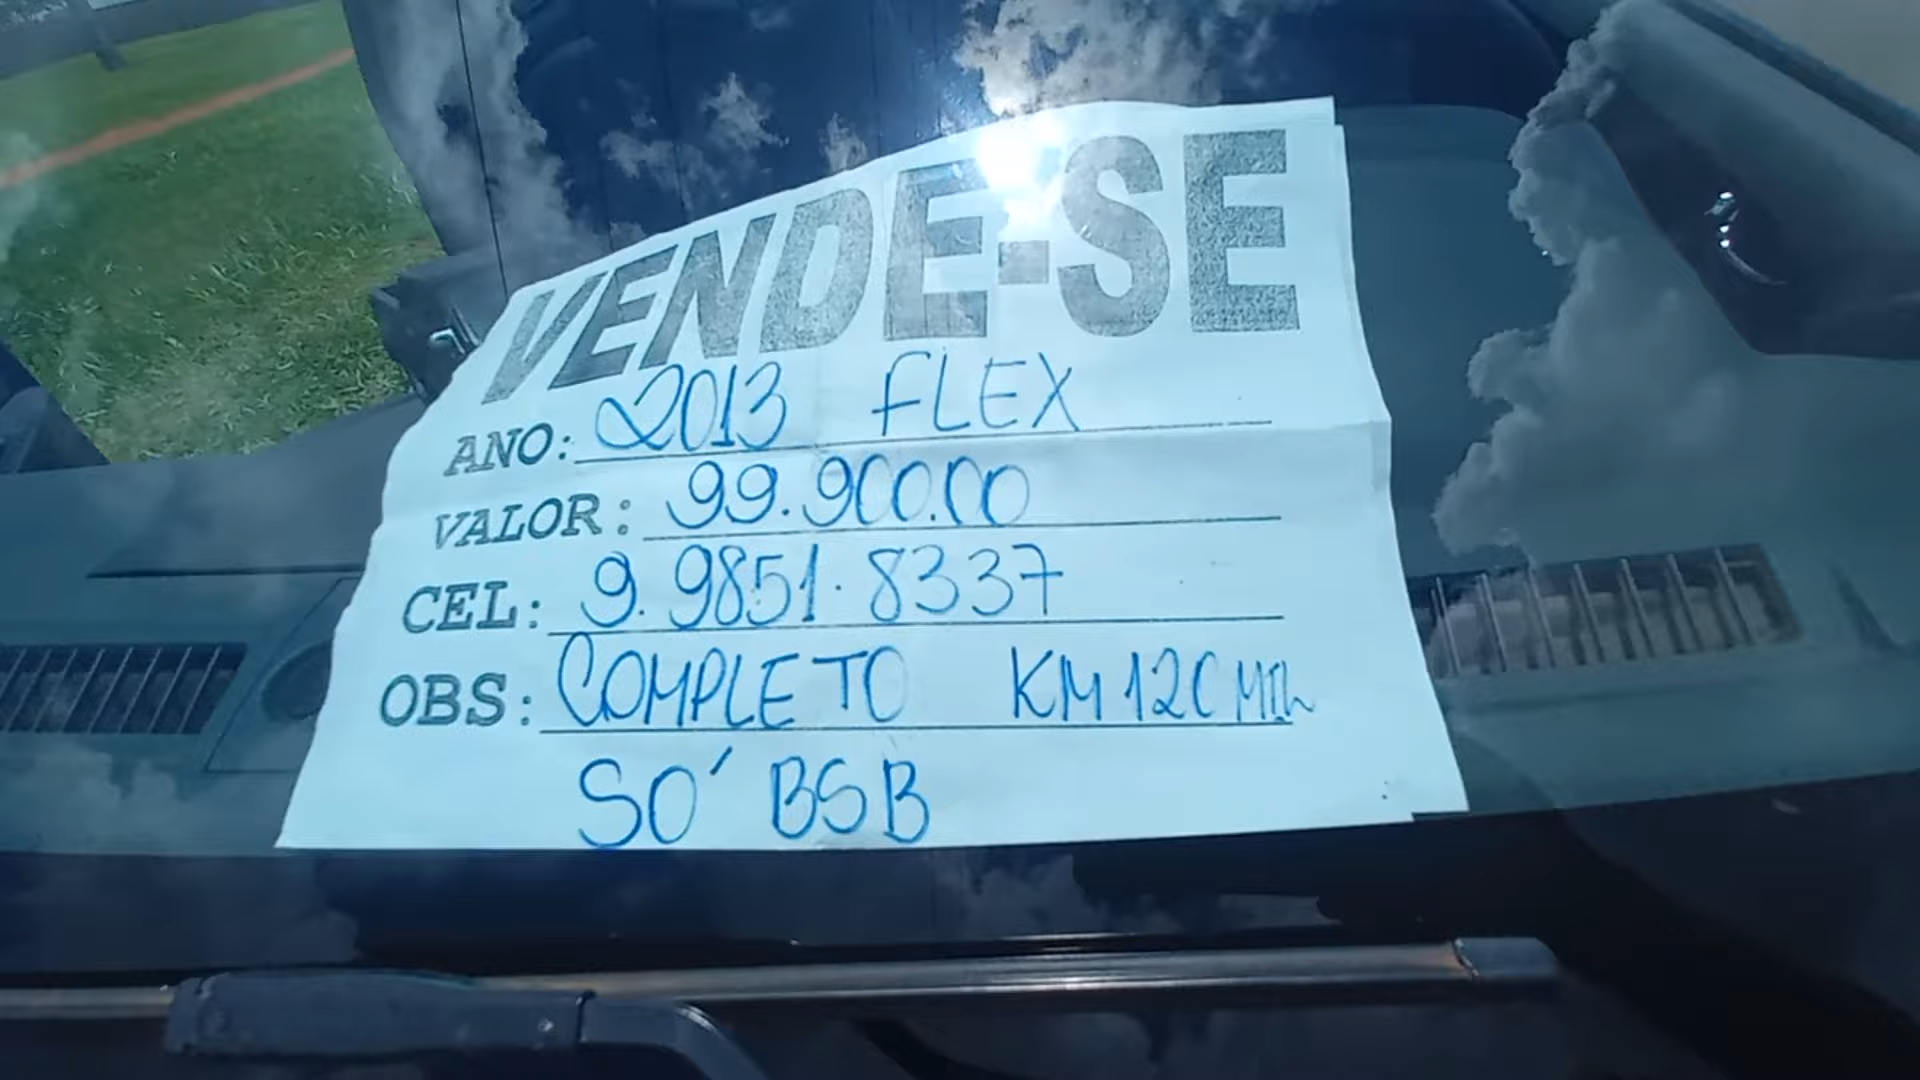 VENDE-SE
ANO: 2013 FLEX
VALOR: 99.900.00
CEL: 9.9851.8337
OBS: COMPLETO KM 120 MIL
SÓ BSB